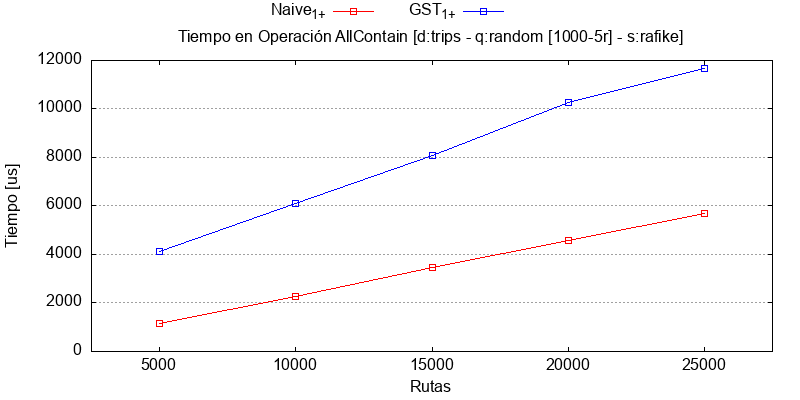 Naive1+ GST1+
Tiempo en Operación AllContain [d:trips - q:random [1000-5r] - s:rafike]
12000
10000
8000
6000
4000
2000
0
Tiempo [us]
5000 10000 15000 20000 25000
Rutas